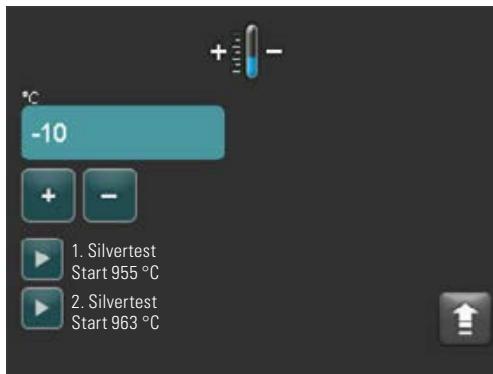 + −
°C
-10
+ −
1. Silvertest
Start 955 °C
2. Silvertest
Start 963 °C